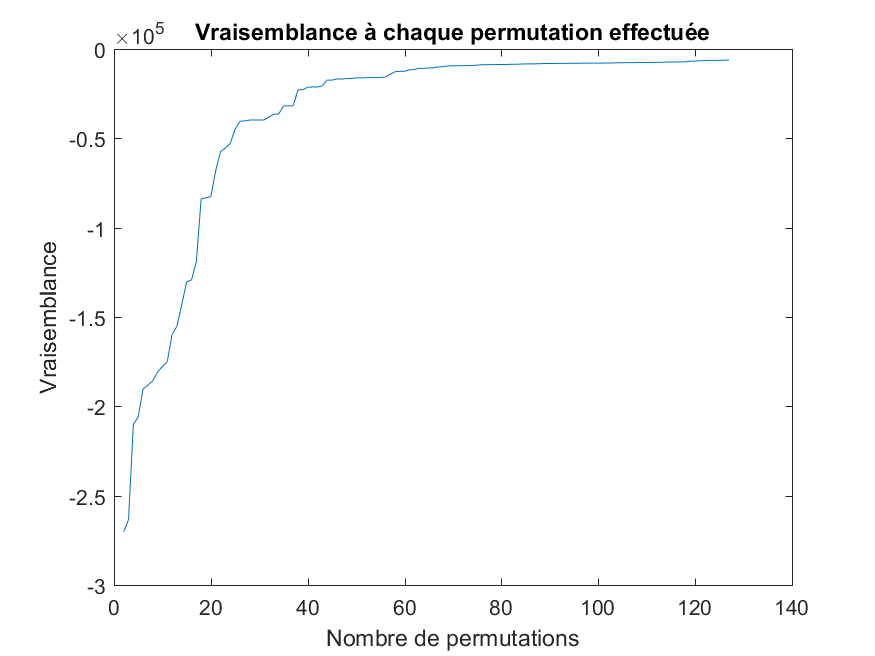 Vraisemblance à chaque permutation effectuée
×10^5
0
-0.5
-1
-1.5
-2
-2.5
-3
Vraisemblance
0 20 40 60 80 100 120 140
Nombre de permutations